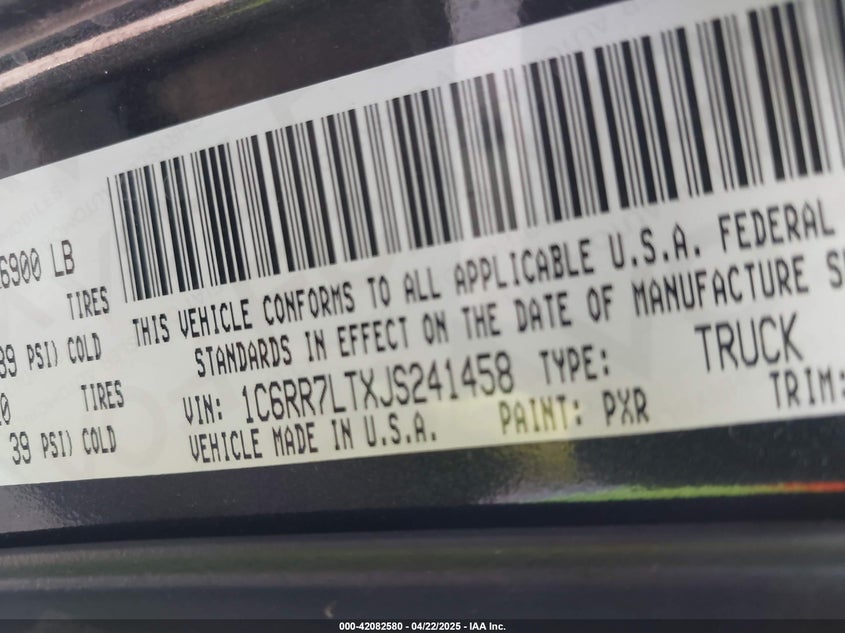 6900 LB
TIRES
39 PSI) COLD
TIRES
39 PSI) COLD
THIS VEHICLE CONFORMS TO ALL APPLICABLE U.S.A. FEDERAL
STANDARDS IN EFFECT ON THE DATE OF MANUFACTURE S
VIN: 1C6RR7LTXJS241458 TYPE: TRUCK
VEHICLE MADE IN U.S.A. PAINT: PXR TRIM:
000-42082580 - 04/22/2025 - IAA Inc.